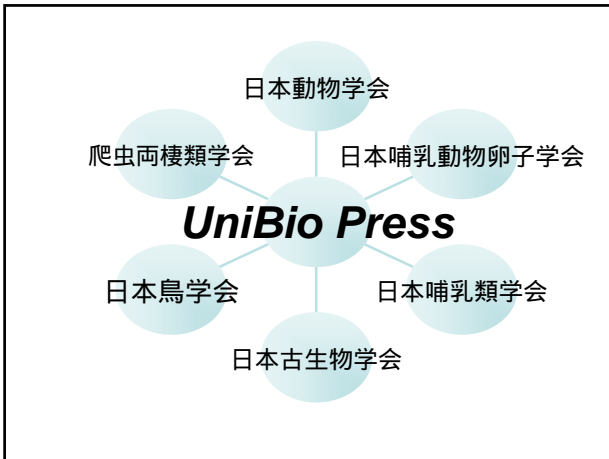 日本動物学会
爬虫両棲類学会
日本哺乳動物卵子学会
UniBio Press
日本鳥学会
日本哺乳類学会
日本古生物学会